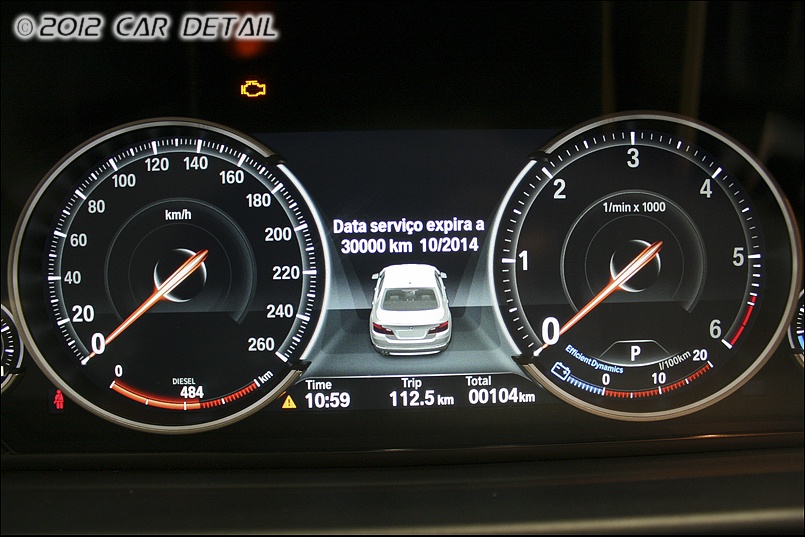 ©2012 CAR DETAIL
km/h
0
20
40
60
80
100
120
140
160
180
200
220
240
260
0
DIESEL
484
km
Data serviço expira a
30000 km 10/2014
Time
10:59
Trip
112.5 km
Total
00104km
1/min x 1000
0
1
2
3
4
5
6
P
Efficient Dynamics
0
10
20
l/100km